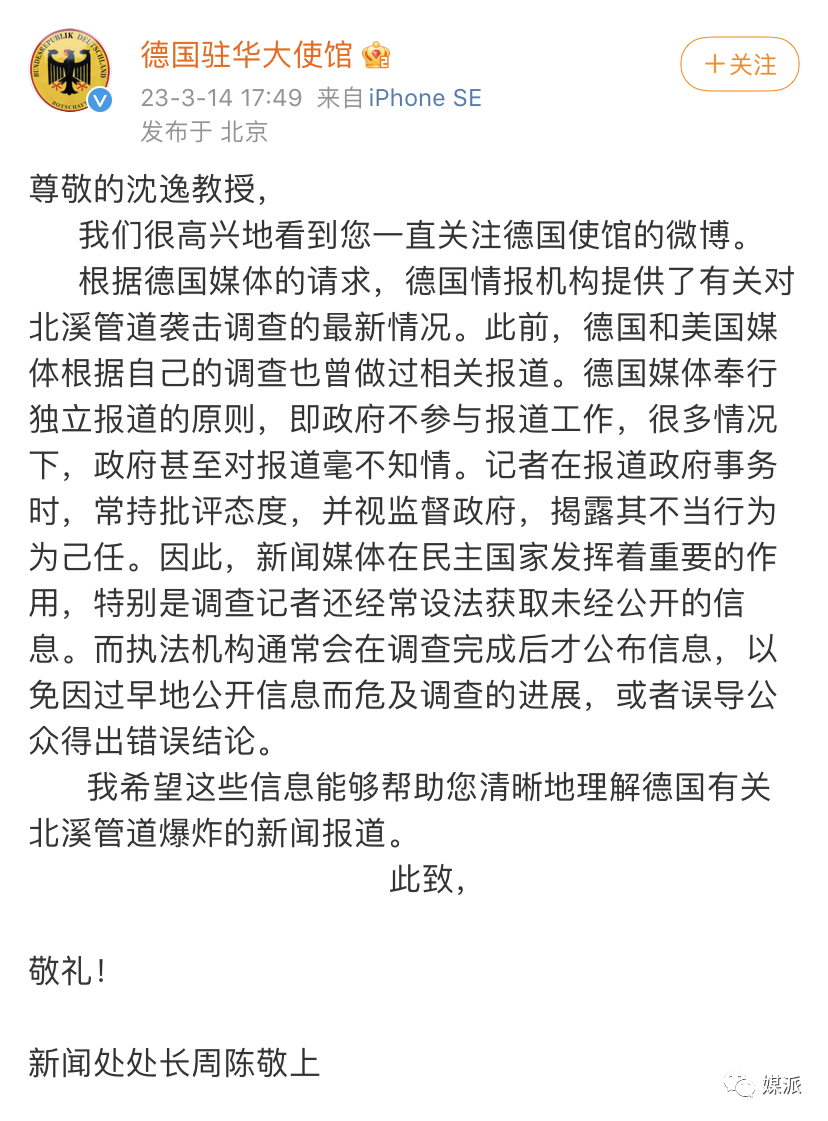 BUNDESREPUBLIK DEUTSCHLAND
BOTSCHAFT
德国驻华大使馆
V
+关注
23-3-14 17:49 来自iPhone SE
发布于 北京
尊敬的沈逸教授，
我们很高兴地看到您一直关注德国使馆的微博。
根据德国媒体的请求，德国情报机构提供了有关对
北溪管道袭击调查的最新情况。此前，德国和美国媒
体根据自己的调查也曾做过相关报道。德国媒体奉行
独立报道的原则，即政府不参与报道工作，很多情况
下，政府甚至对报道毫不知情。记者在报道政府事务
时，常持批评态度，并视监督政府，揭露其不当行为
为己任。因此，新闻媒体在民主国家发挥着重要的作
用，特别是调查记者还经常设法获取未经公开的信
息。而执法机构通常会在调查完成后才公布信息，以
免因过早地公开信息而危及调查的进展，或者误导公
众得出错误结论。
我希望这些信息能够帮助您清晰地理解德国有关
北溪管道爆炸的新闻报道。
此致，
敬礼！
新闻处处长周陈敬上
媒派